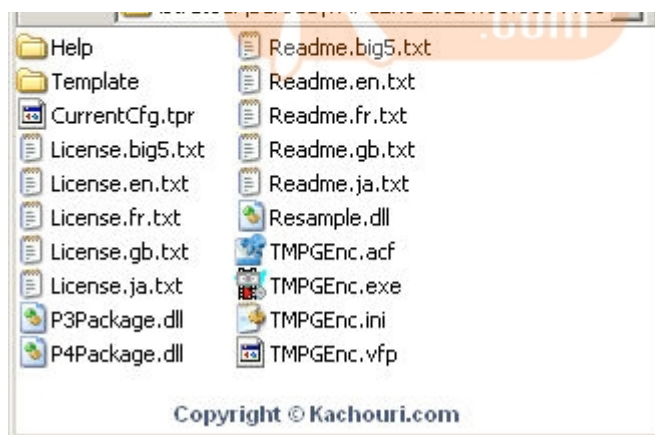 Help
Template
CurrentCfg.tpr
License.big5.txt
License.en.txt
License.fr.txt
License.gb.txt
License.ja.txt
P3Package.dll
P4Package.dll
Readme.big5.txt
Readme.en.txt
Readme.fr.txt
Readme.gb.txt
Readme.ja.txt
Resample.dll
TMPGEnc.acf
TMPGEnc.exe
TMPGEnc.ini
TMPGEnc.vfp
Copyright © Kachouri.com